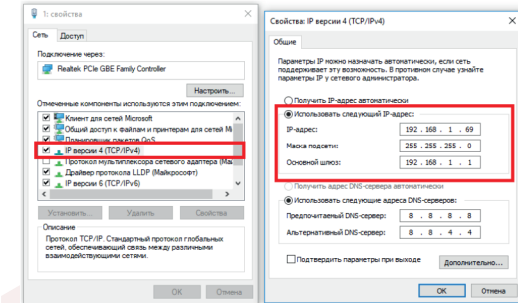 1: свойства
Сеть
Доступ
Подключение через:
Realtek PCIe GBE Family Controller
Настроить...
Отмеченные компоненты используются этим подключением:
Клиент для сетей Microsoft
Общий доступ к файлам и принтерам для сетей Mi
Планировщик пакетов QoS
IP версии 4 (TCP/IPv4)
Протокол мультиплексора сетевого адаптера (Май
Драйвер протокола LLDP (Майкрософт)
IP версии 6 (TCP/IPv6)
Установить...
Удалить
Свойства
Описание
Протокол TCP/IP. Стандартный протокол глобальных
сетей, обеспечивающий связь между различными
взаимодействующими сетями.
ОК
Отмена
Свойства: IP версии 4 (TCP/IPv4)
Общие
Параметры IP можно назначать автоматически, если сеть
поддерживает эту возможность. В противном случае узнайте
параметры IP у сетевого администратора.
Получить IP-адрес автоматически
Использовать следующий IP-адрес:
IP-адрес: 192 . 168 . 1 . 69
Маска подсети: 255 . 255 . 255 . 0
Основной шлюз: 192 . 168 . 1 . 1
Получить адрес DNS-сервера автоматически
Использовать следующие адреса DNS-серверов:
Предпочитаемый DNS-сервер: 8 . 8 . 8 . 8
Альтернативный DNS-сервер: 8 . 8 . 4 . 4
Подтвердить параметры при выходе
Дополнительно...
ОК
Отмена